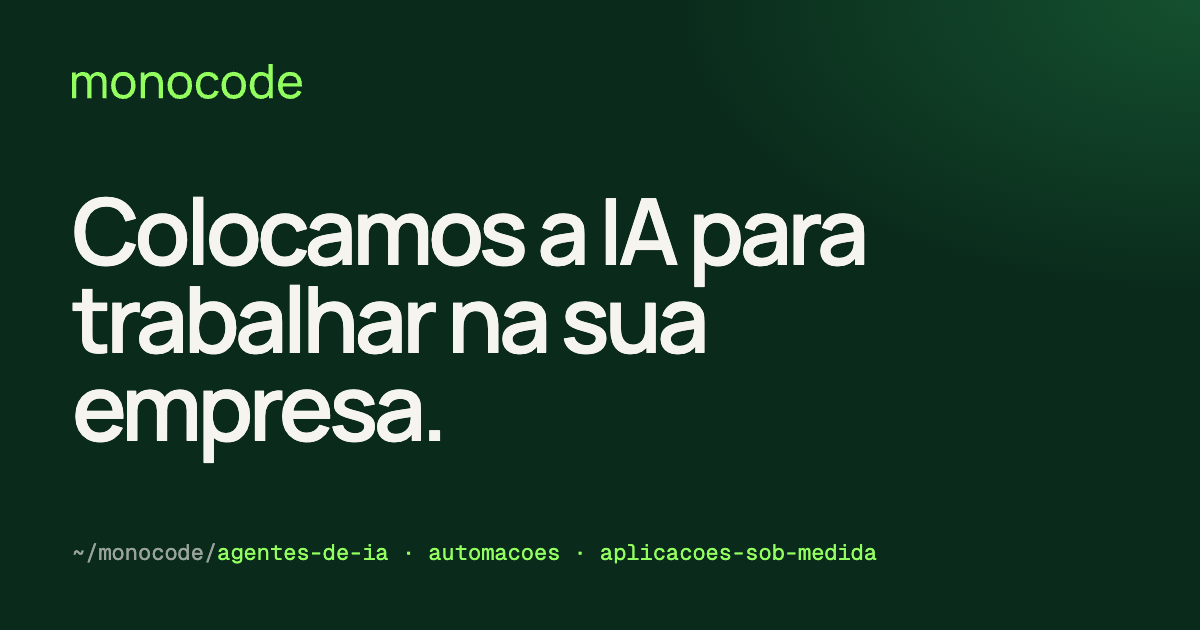 monocode
Colocamos a IA para
trabalhar na sua
empresa.
~/monocode/agentes-de-ia · automacoes · aplicacoes-sob-medida